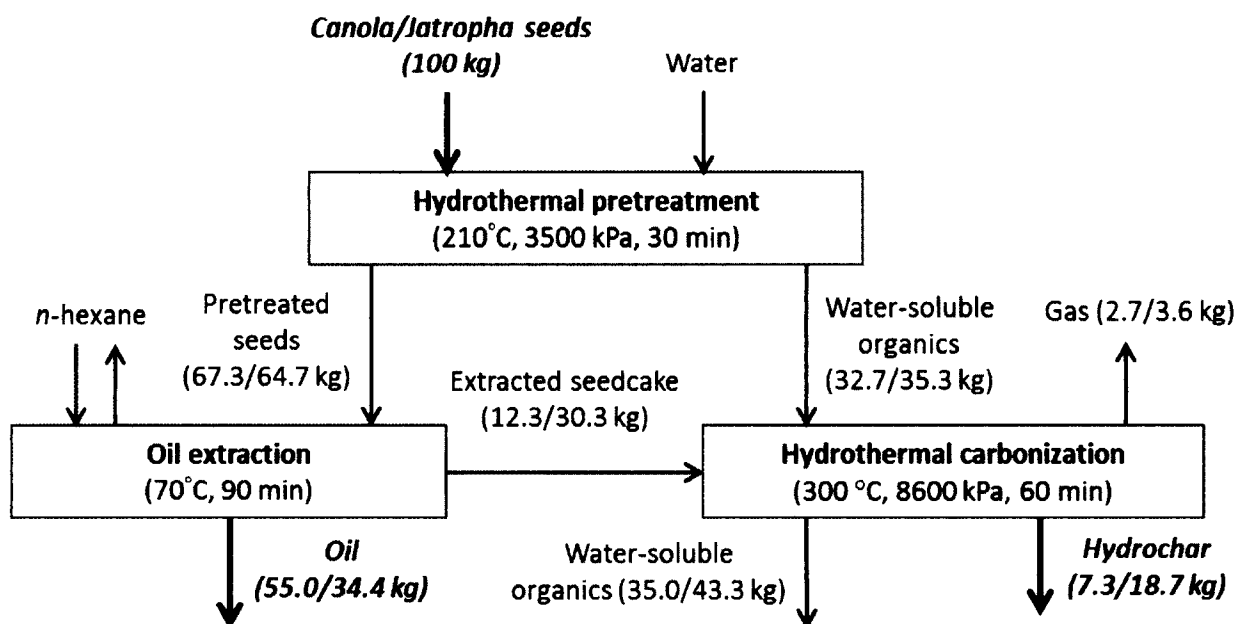 Canola/Jatropha seeds
(100 kg)
Water
Hydrothermal pretreatment
(210°C, 3500 kPa, 30 min)
n-hexane
Pretreated
seeds
(67.3/64.7 kg)
Water-soluble
organics
(32.7/35.3 kg)
Gas (2.7/3.6 kg)
Extracted seedcake
(12.3/30.3 kg)
Oil extraction
(70°C, 90 min)
Hydrothermal carbonization
(300 °C, 8600 kPa, 60 min)
Oil
(55.0/34.4 kg)
Water-soluble
organics (35.0/43.3 kg)
Hydrochar
(7.3/18.7 kg)